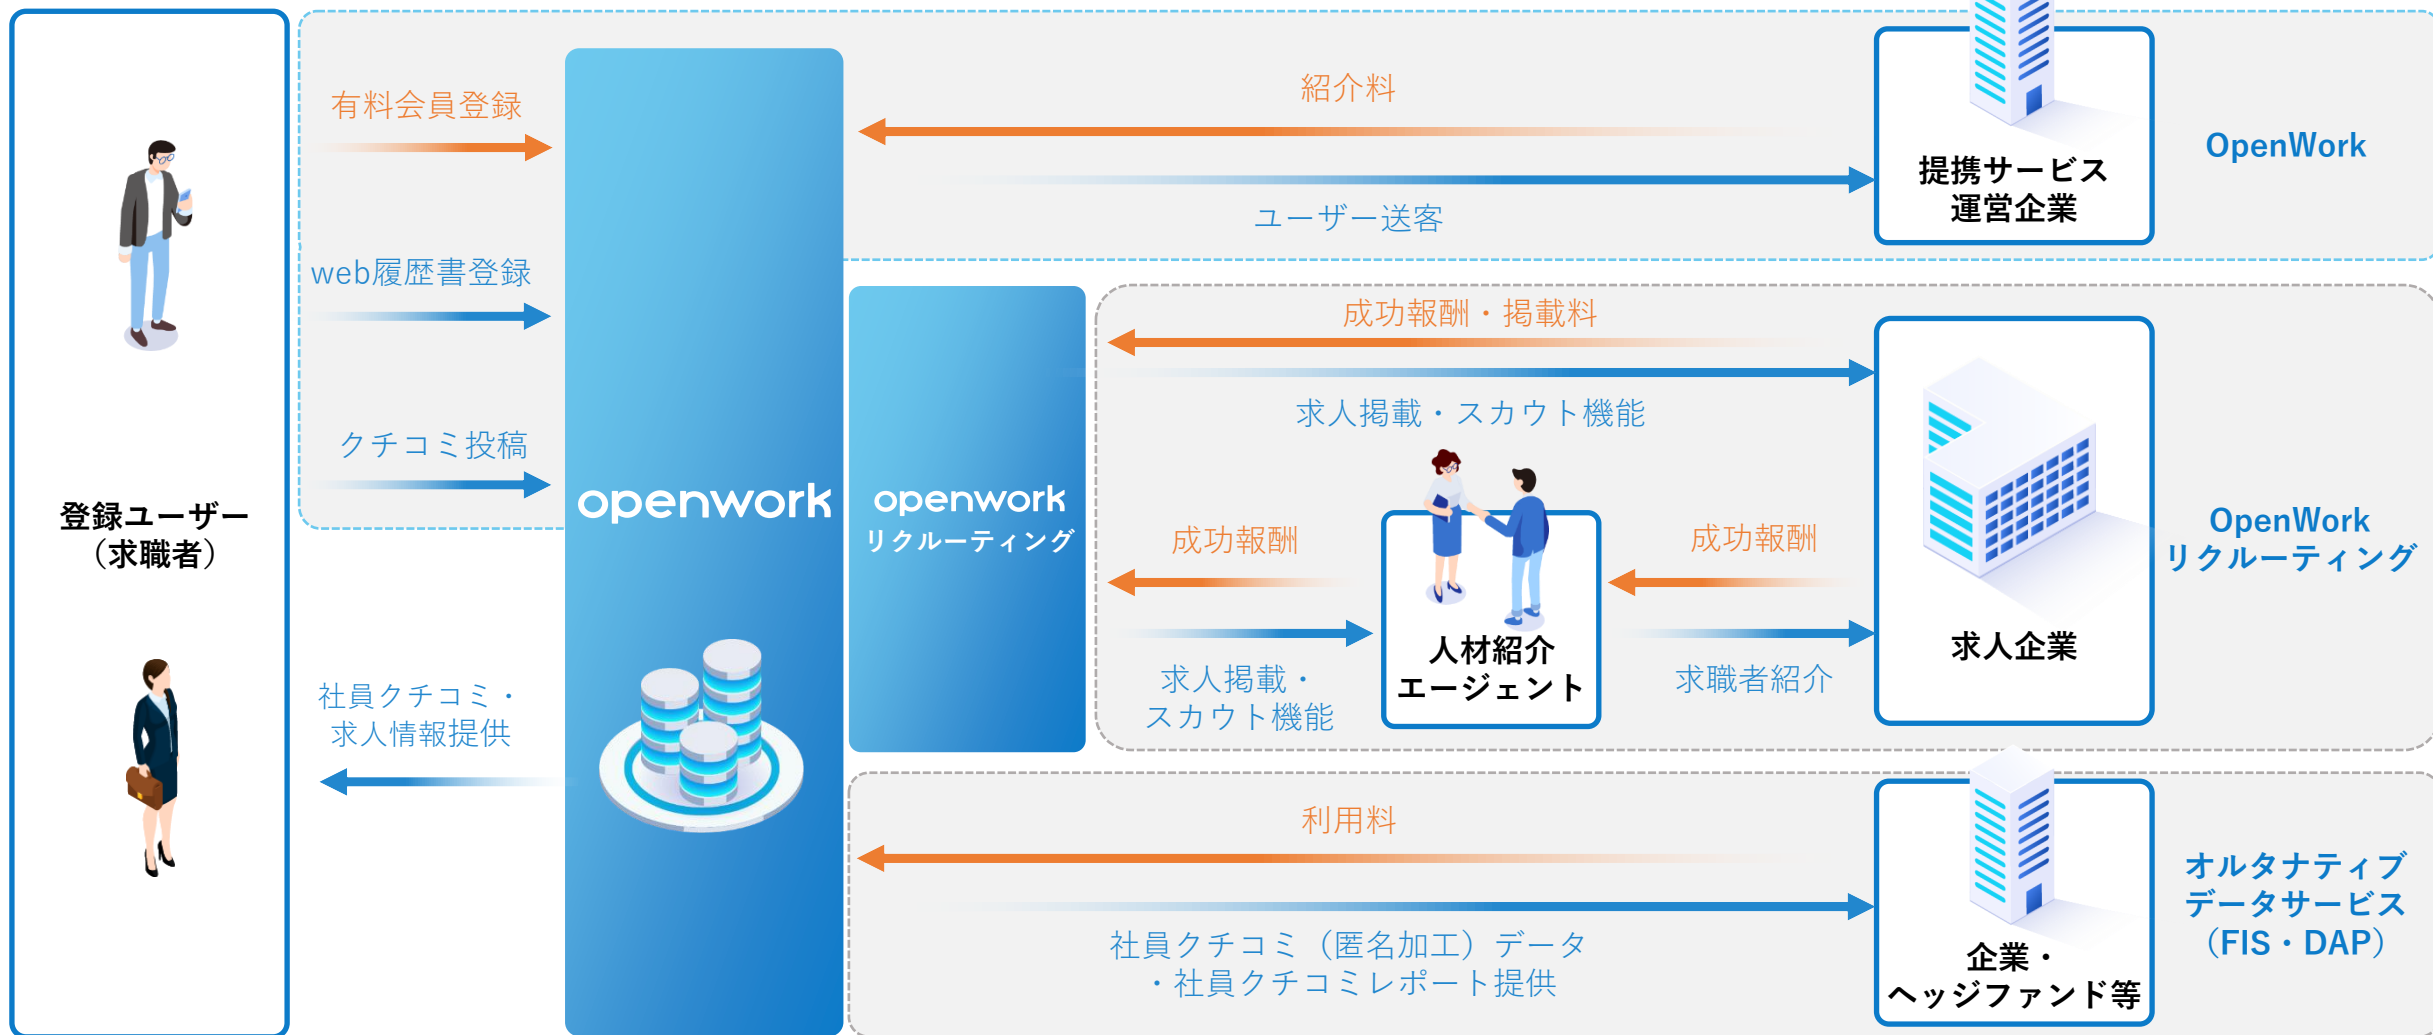 登録ユーザー
（求職者）
有料会員登録
web履歴書登録
クチコミ投稿
社員クチコミ・
求人情報提供
openwork
紹介料
ユーザー送客
提携サービス
運営企業
OpenWork
openwork
リクルーティング
成功報酬・掲載料
求人掲載・スカウト機能
成功報酬
求人掲載・
スカウト機能
人材紹介
エージェント
成功報酬
求職者紹介
求人企業
OpenWork
リクルーティング
利用料
社員クチコミ（匿名加工）データ
・社員クチコミレポート提供
企業・
ヘッジファンド等
オルタナティブ
データサービス
（FIS・DAP）